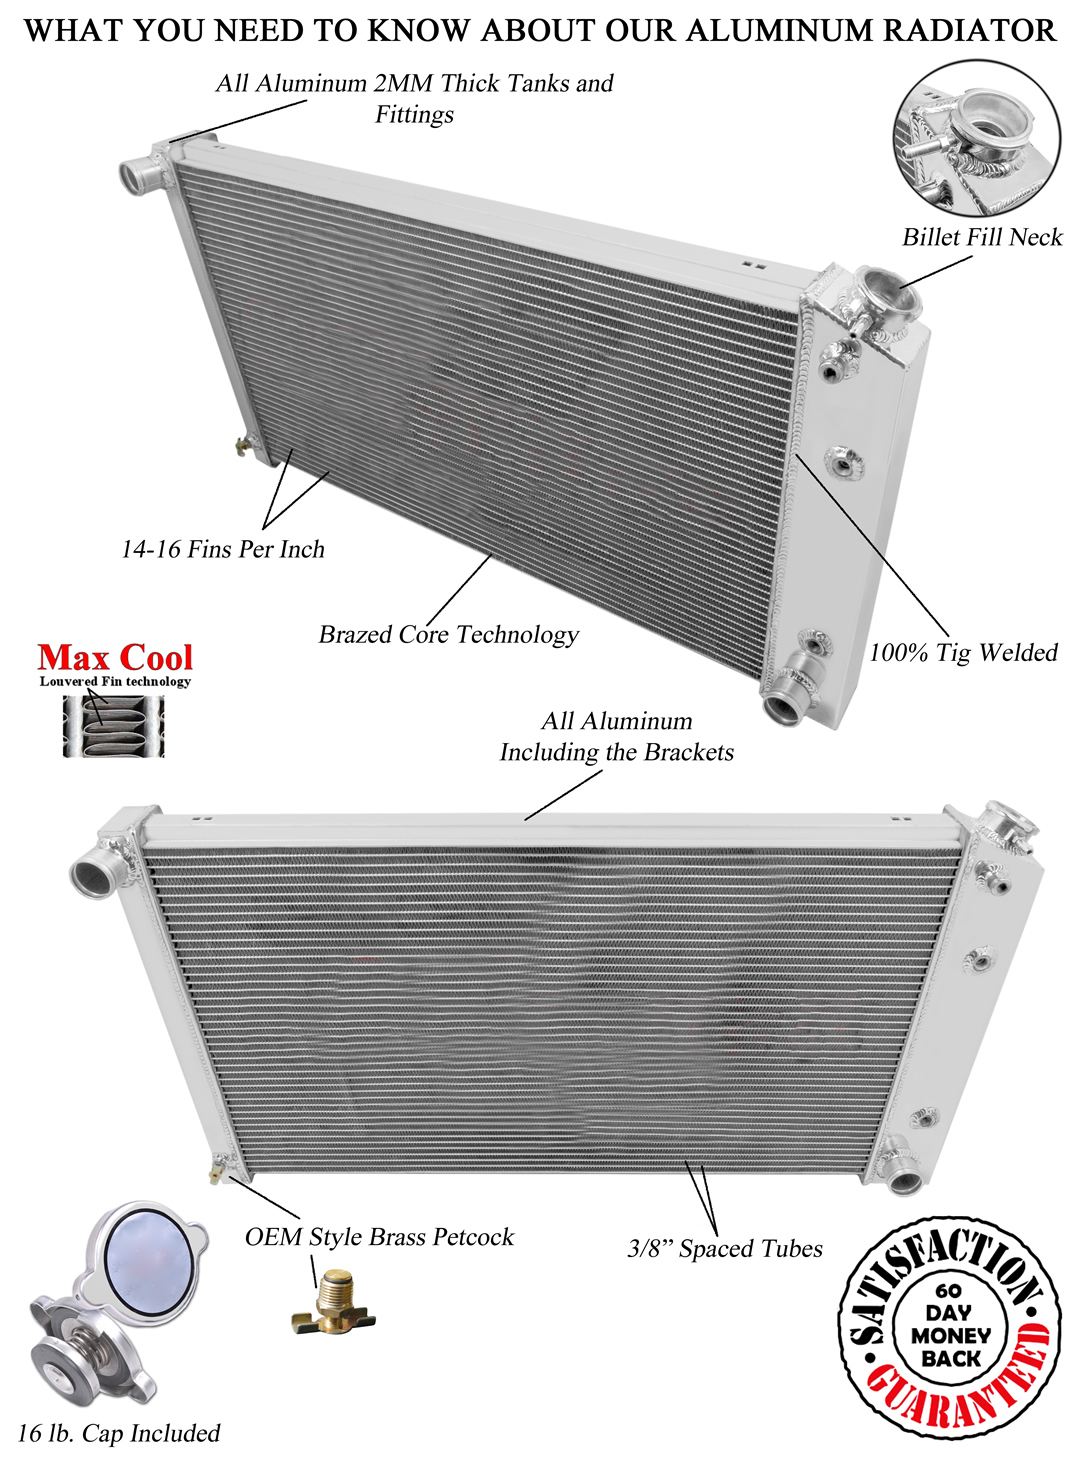 WHAT YOU NEED TO KNOW ABOUT OUR ALUMINUM RADIATOR
All Aluminum 2MM Thick Tanks and
Fittings
Billet Fill Neck
14-16 Fins Per Inch
Brazed Core Technology
100% Tig Welded
Max Cool
Louvered Fin technology
All Aluminum
Including the Brackets
OEM Style Brass Petcock
3/8” Spaced Tubes
16 lb. Cap Included
SATISFACTION
60
DAY
MONEY
BACK
GUARANTEED